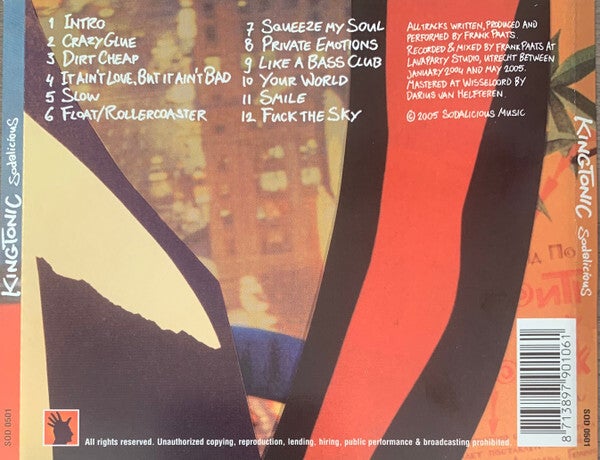 1 INTRO
2 CRAZY GLUE
3 DIRT CHEAP
4 IT AIN'T LOVE, BUT IT AIN'T BAD
5 SLOW
6 FLOAT/ROLLERCOASTER
7 SQUEEZE MY SOUL
8 PRIVATE EMOTIONS
9 LIKE A BASS CLUB
10 YOUR WORLD
11 SMILE
12 FUCK THE SKY
ALL TRACKS WRITTEN, PRODUCED AND
PERFORMED BY FRANK PAATS.
RECORDED & MIXED BY FRANK PAATS AT
LAVAPARTY STUDIO, UTRECHT BETWEEN
JANUARY 2004 AND MAY 2005.
MASTERED AT WISSELOORD BY
DARIUS VAN HELFTEREN.
© 2005 SODALICIOUS MUSIC
KINGTONIC SODALICIOUS
SOD 0501
KINGTONIC SODALICIOUS
SOD 0501
8 713897 901061
All rights reserved. Unauthorized copying, reproduction, lending, hiring, public performance & broadcasting prohibited.